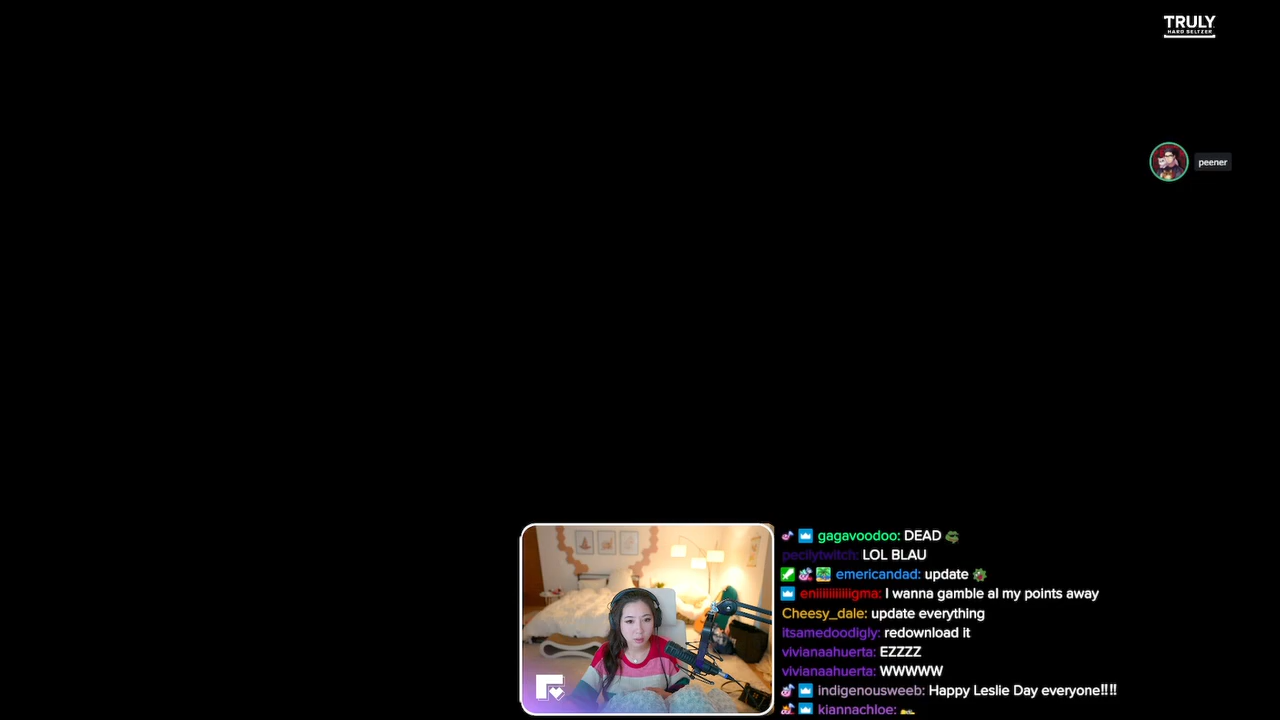 TRULY
HARD SELTZER
peener
gagavoodoo: DEAD
pecilytwitch: LOL BLAU
emericandad: update
eniiiiiiiiiiigma: I wanna gamble al my points away
Cheesy_dale: update everything
itsamedoodigly: redownload it
vivianaahuerta: EZZZZ
vivianaahuerta: WWWWW
indigenousweeb: Happy Leslie Day everyone!!!!
kiannachloe: